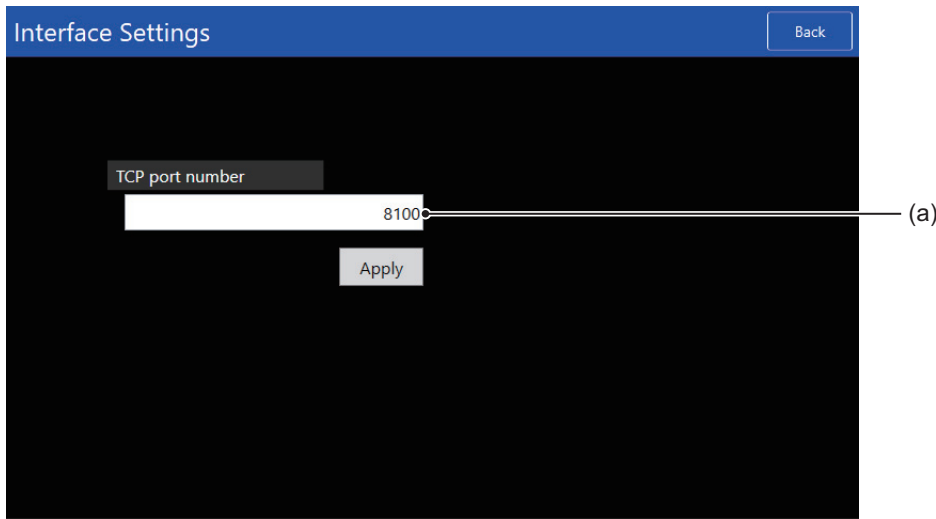 Interface Settings
Back
TCP port number
8100
(a)
Apply